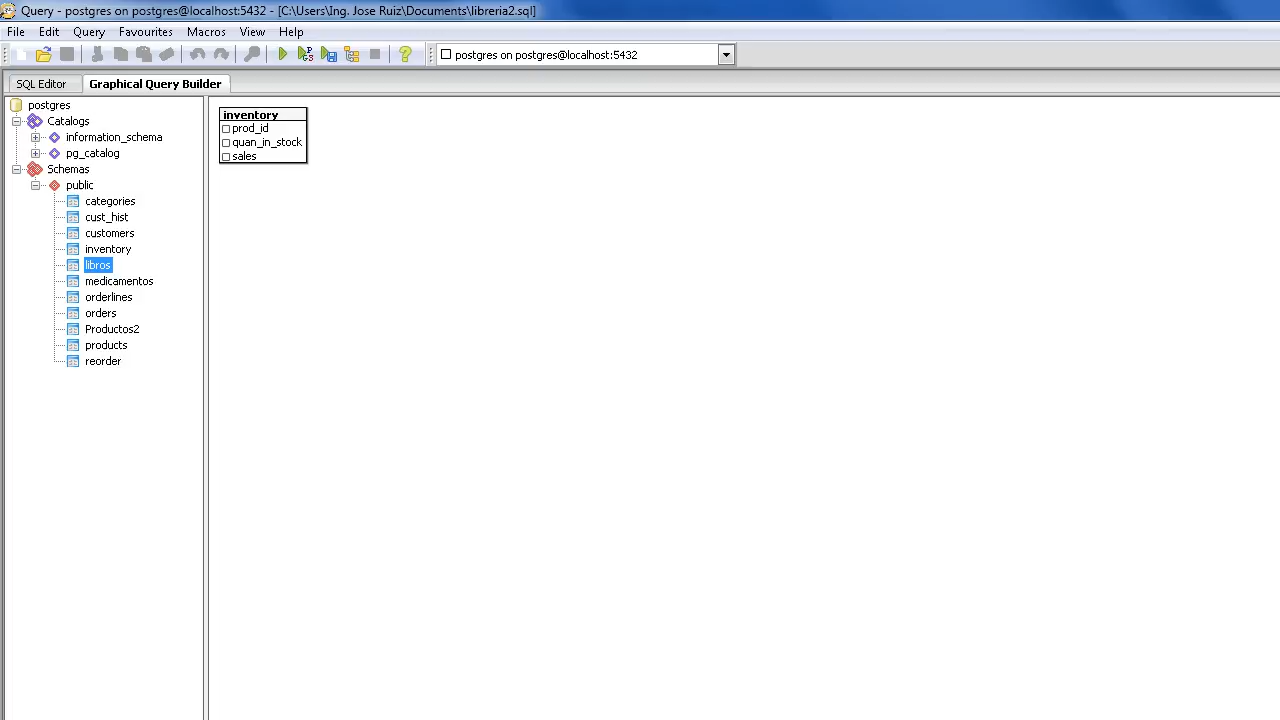 Query - postgres on postgres@localhost:5432 - [C:\Users\Ing. Jose Ruiz\Documents\libreria2.sql]
File Edit Query Favourites Macros View Help
postgres on postgres@localhost:5432
SQL Editor Graphical Query Builder
postgres
Catalogs
information_schema
pg_catalog
Schemas
public
categories
cust_hist
customers
inventory
libros
medicamentos
orderlines
orders
Productos2
products
reorder
inventory
prod_id
quan_in_stock
sales